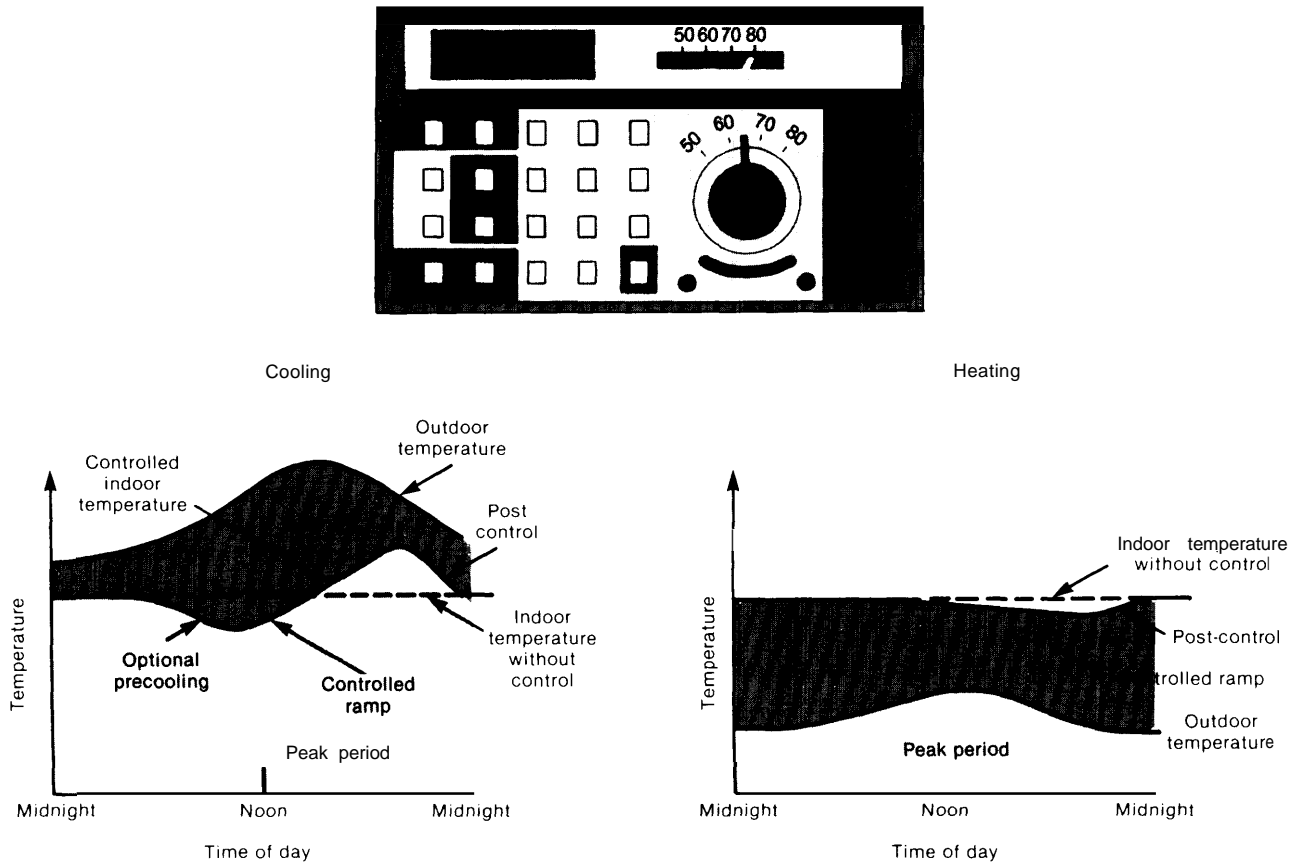 50 60 70 80
50 60 70 80
Cooling
Heating
Outdoor
temperature
Controlled
indoor
temperature
Post
control
Indoor
temperature
without
control
Optional
precooling
Controlled
ramp
Temperature
Peak period
Midnight
Noon
Midnight
Time of day
Indoor temperature
without control
Post-control
trolled ramp
Outdoor
temperature
Temperature
Peak period
Midnight
Noon
Midnight
Time of day